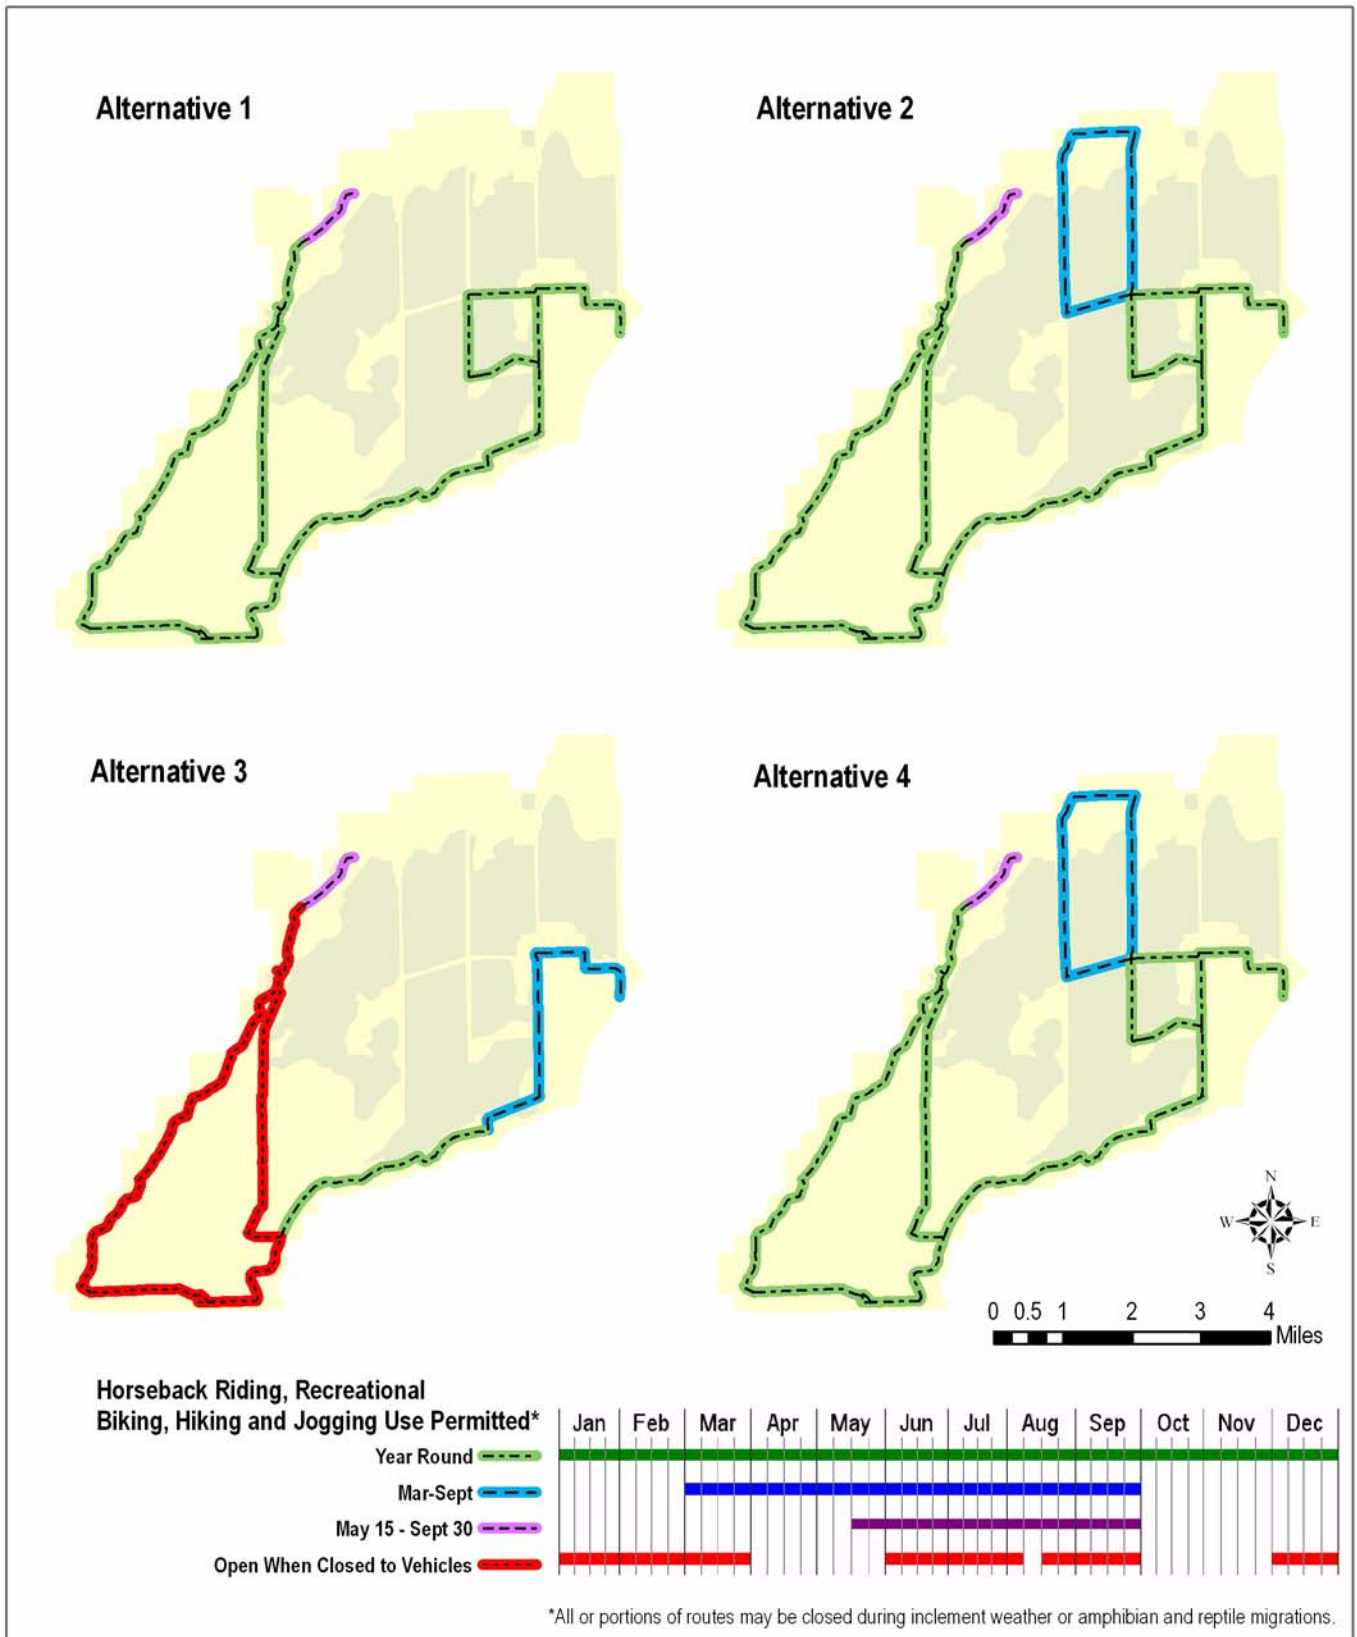 Alternative 1
Alternative 2
Alternative 3
Alternative 4
N
W E
S
0 0.5 1 2 3 4
Miles
Horseback Riding, Recreational
Biking, Hiking and Jogging Use Permitted*
Jan Feb Mar Apr May Jun Jul Aug Sep Oct Nov Dec
Year Round
Mar-Sept
May 15 - Sept 30
Open When Closed to Vehicles
*All or portions of routes may be closed during inclement weather or amphibian and reptile migrations.